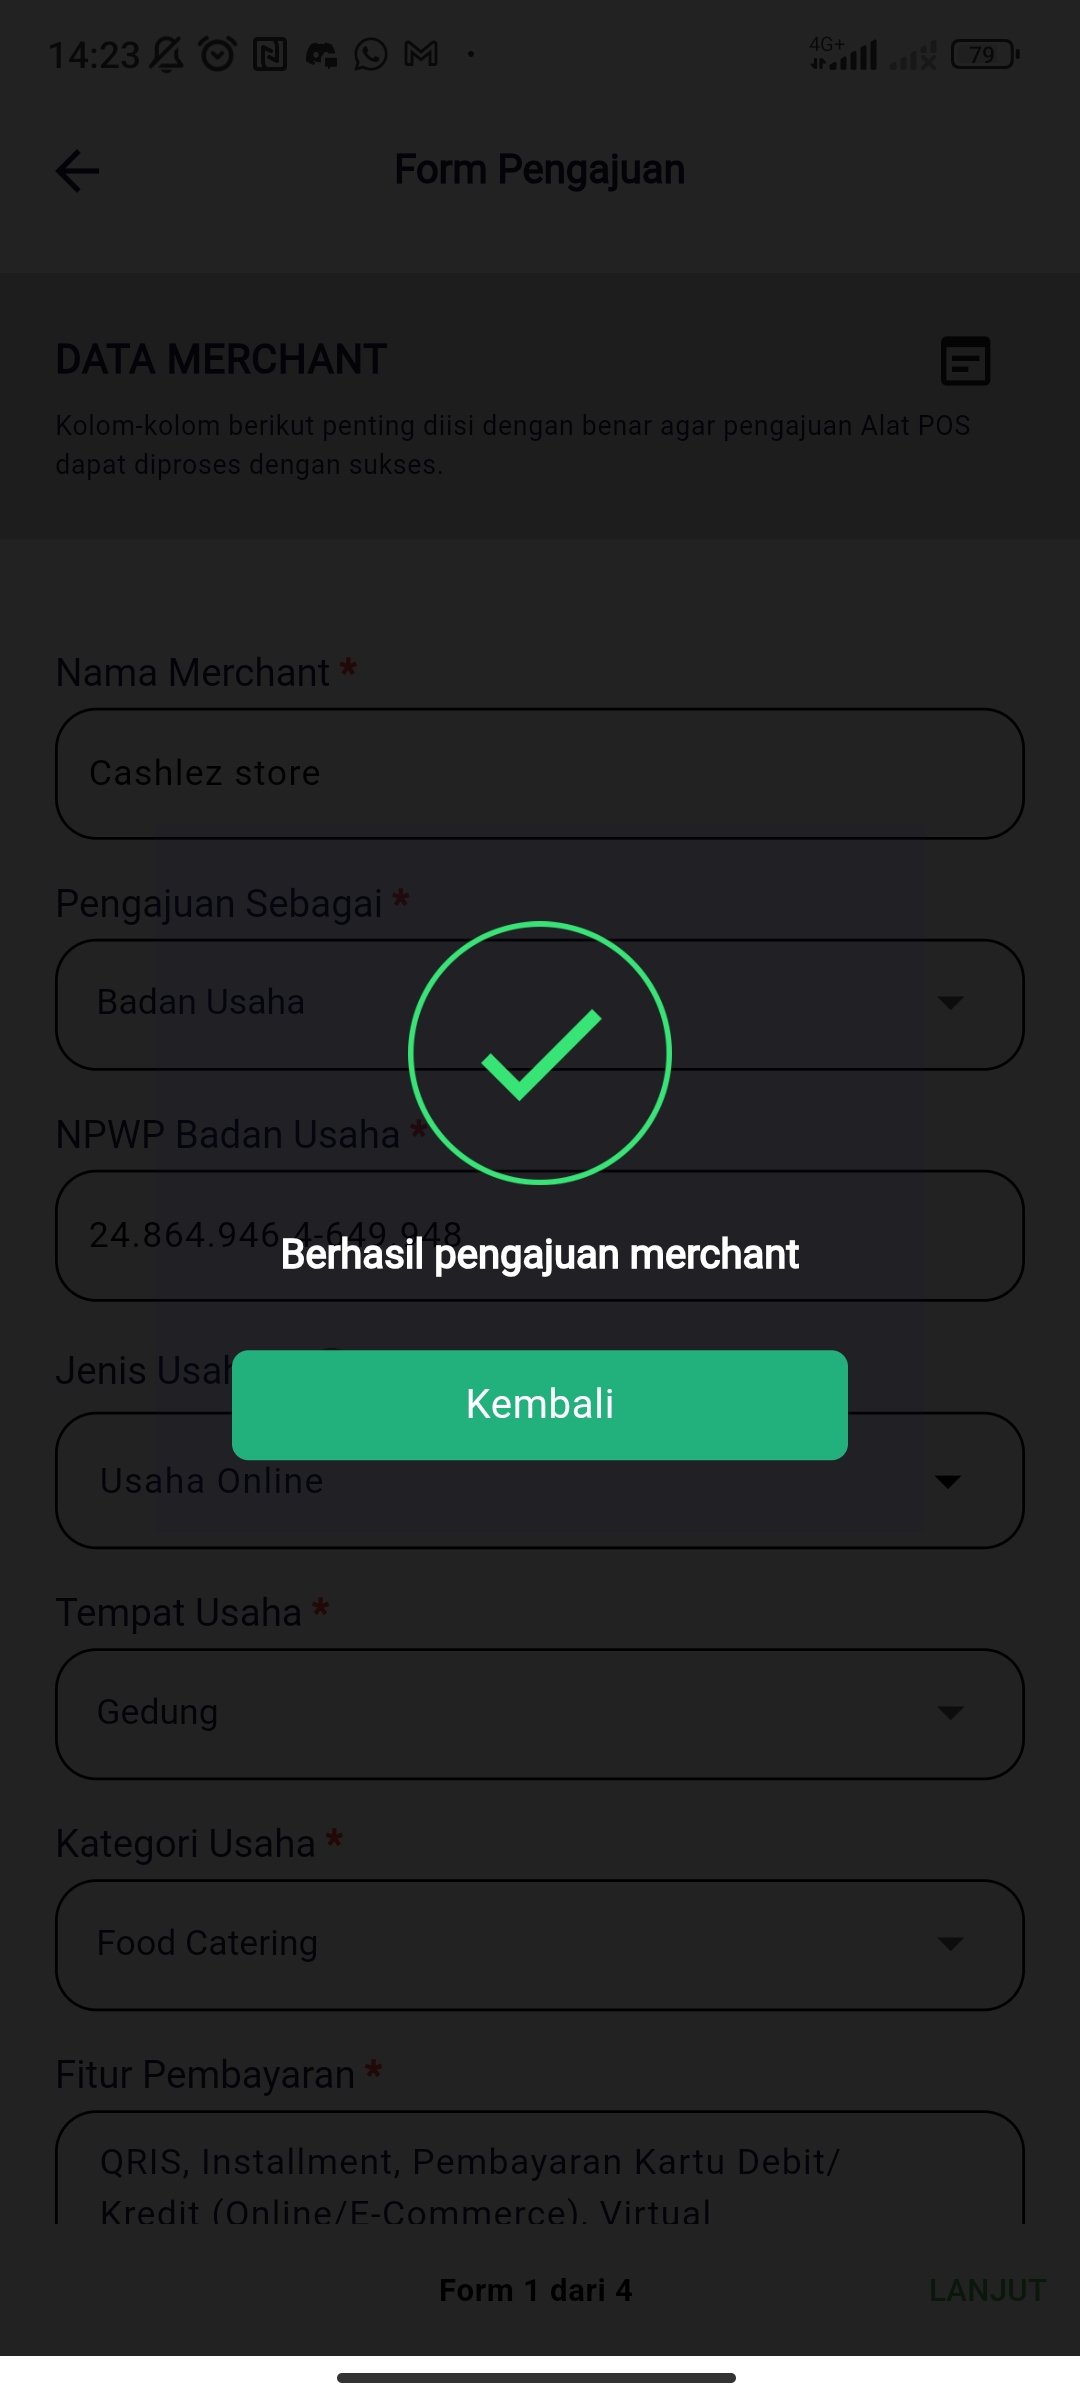 14:23
4G+
79
Form Pengajuan
DATA MERCHANT
Kolom-kolom berikut penting diisi dengan benar agar pengajuan Alat POS
dapat diproses dengan sukses.
Nama Merchant *
Cashlez store
Pengajuan Sebagai *
Badan Usaha
NPWP Badan Usaha *
24.864.946.4-649.948
Berhasil pengajuan merchant
Jenis
Kembali
Usaha Online
Tempat Usaha *
Gedung
Kategori Usaha *
Food Catering
Fitur Pembayaran *
QRIS, Installment, Pembayaran Kartu Debit/
Kredit (Online/E-Commerce), Virtual
Form 1 dari 4
LANJUT